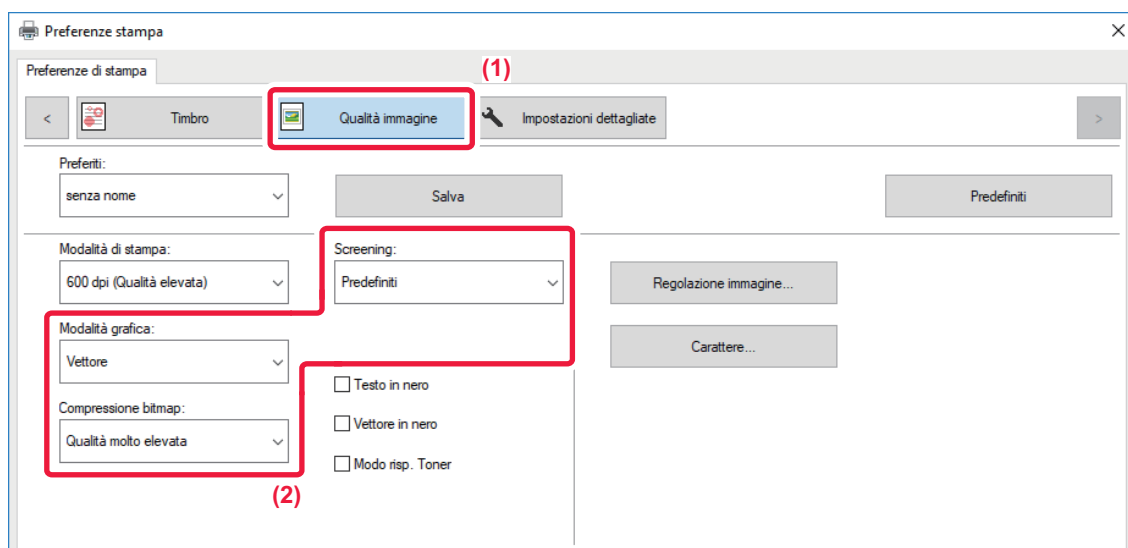 Preferenze stampa
Preferenze di stampa
(1)
< Timbro Qualità immagine Impostazioni dettagliate >
Preferiti:
senza nome Salva Predefiniti
Modalità di stampa: Screening:
600 dpi (Qualità elevata) Predefiniti Regolazione immagine...
Modalità grafica:
Vettore Carattere...
Testo in nero
Compressione bitmap:
Vettore in nero
Qualità molto elevata
Modo risp. Toner
(2)